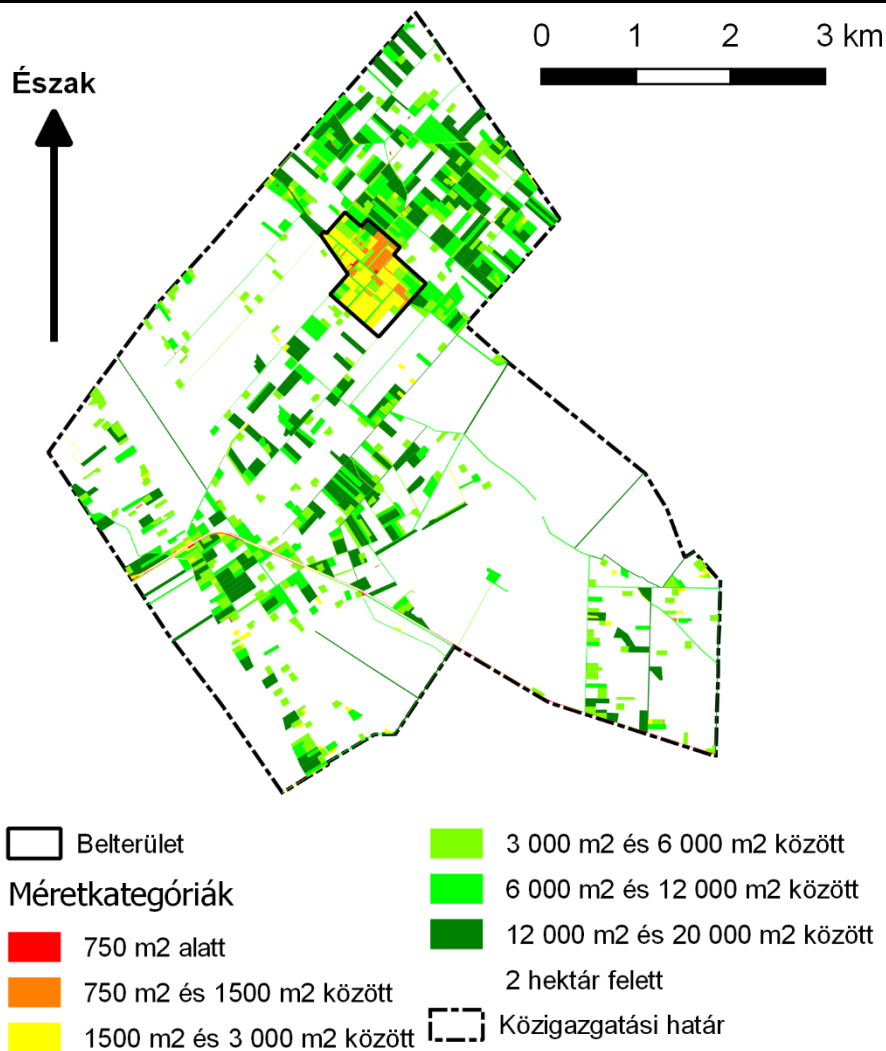 0 1 2 3 km
Észak
Belterület
Méretkategóriák
750 m2 alatt
750 m2 és 1500 m2 között
1500 m2 és 3 000 m2 között
3 000 m2 és 6 000 m2 között
6 000 m2 és 12 000 m2 között
12 000 m2 és 20 000 m2 között
2 hektár felett
Közigazgatási határ